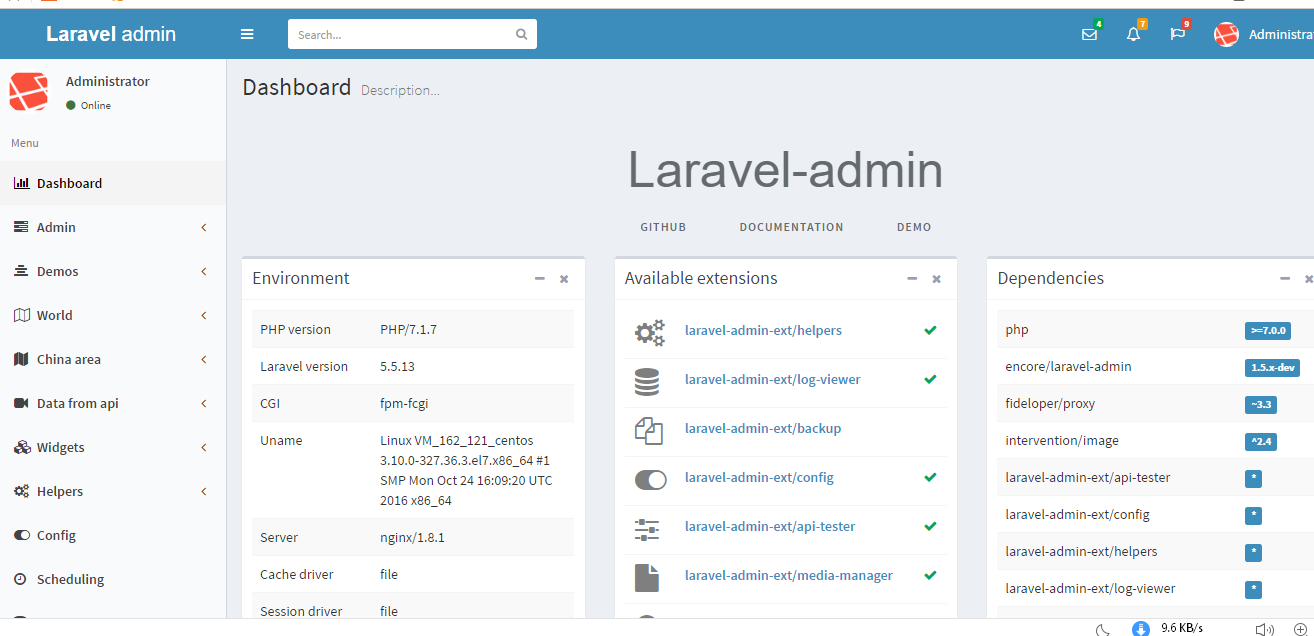 Laravel admin
Search...
4
7
9
Administrator
Online
Menu
Dashboard
Admin
Demos
World
China area
Data from api
Widgets
Helpers
Config
Scheduling
Dashboard Description...
Laravel-admin
GITHUB DOCUMENTATION DEMO
Environment
PHP version PHP/7.1.7
Laravel version 5.5.13
CGI fpm-fcgi
Uname Linux VM_162_121_centos
3.10.0-327.36.3.el7.x86_64 #1
SMP Mon Oct 24 16:09:20 UTC
2016 x86_64
Server nginx/1.8.1
Cache driver file
Session driver file
Available extensions
laravel-admin-ext/helpers
laravel-admin-ext/log-viewer
laravel-admin-ext/backup
laravel-admin-ext/config
laravel-admin-ext/api-tester
laravel-admin-ext/media-manager
Dependencies
php >=7.0.0
encore/laravel-admin 1.5.x-dev
fideloper/proxy ~3.3
intervention/image ^2.4
laravel-admin-ext/api-tester *
laravel-admin-ext/config *
laravel-admin-ext/helpers *
laravel-admin-ext/log-viewer *
9.6 KB/s